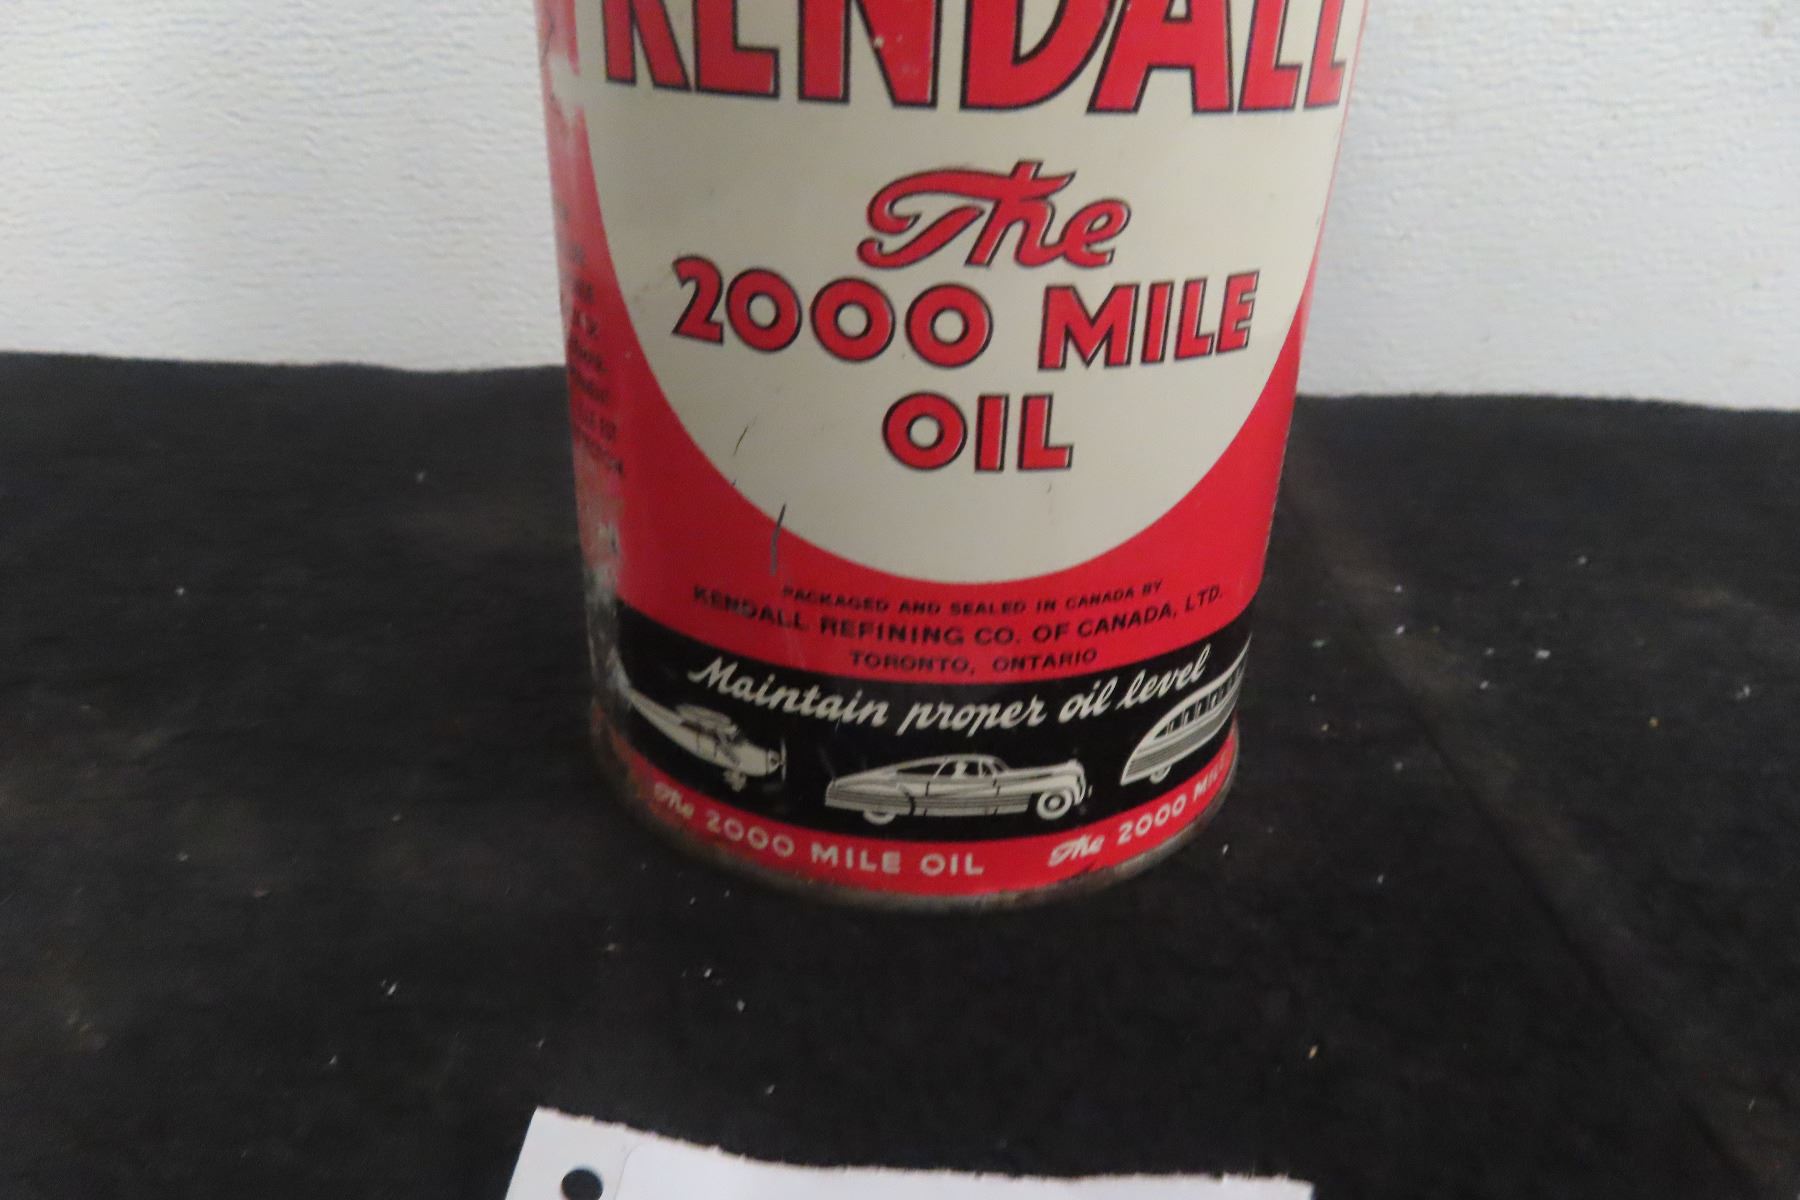 KENDALL
The
2000 MILE
OIL
PACKAGED AND SEALED IN CANADA BY
KENDALL REFINING CO. OF CANADA, LTD.
TORONTO, ONTARIO
Maintain proper oil level
The 2000 MILE OIL The 2000 MILE